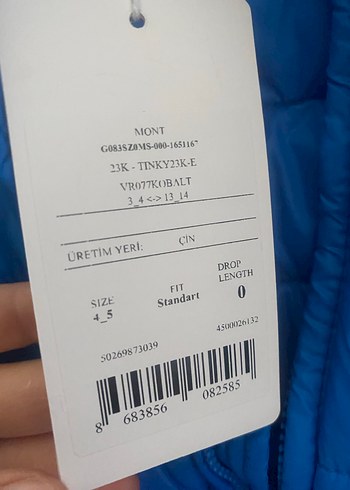 MONT
G083SZ0MS-000-1651167
23K - TINKY23K-E
VR077KOBALT
3_4 <-> 13_14
ÜRETİM YERİ: ÇİN
SIZE FIT DROP LENGTH
4_5 Standart 0
50269873039 4500026132
8 683856 082585